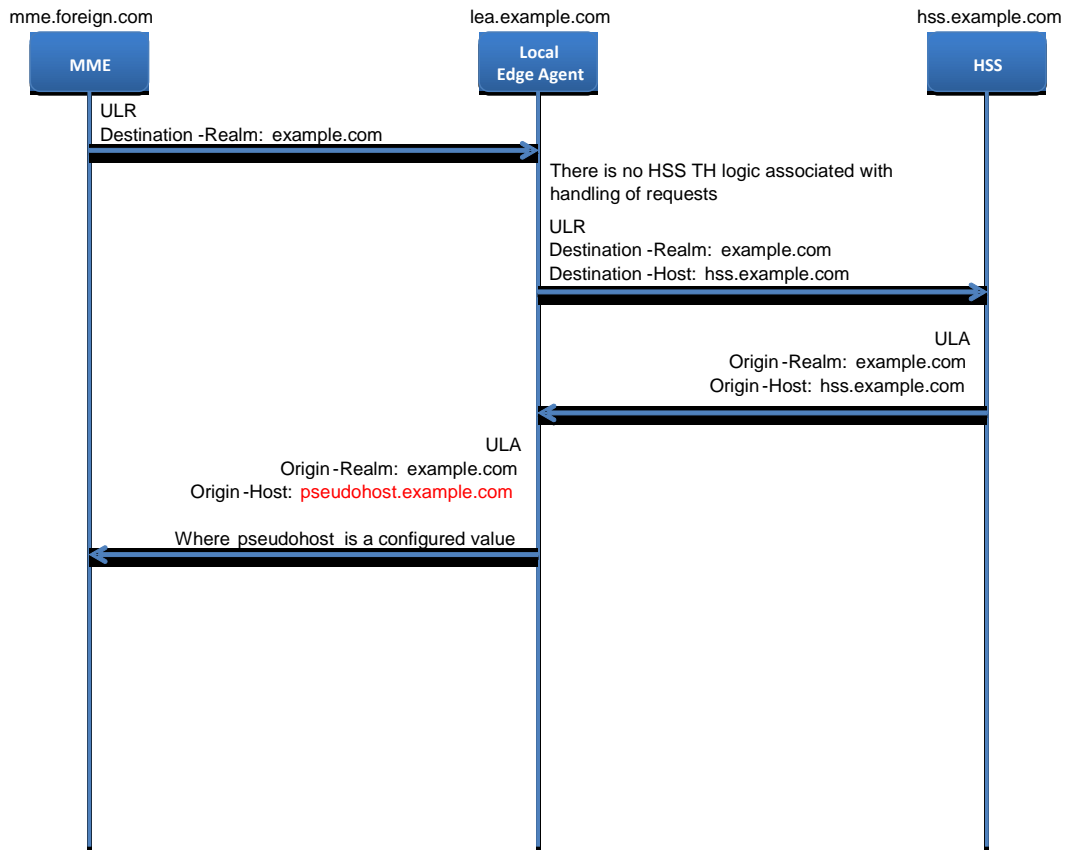 mme.foreign.com
lea.example.com
hss.example.com
MME
Local
Edge Agent
HSS
ULR
Destination -Realm: example.com
There is no HSS TH logic associated with
handling of requests
ULR
Destination -Realm: example.com
Destination -Host: hss.example.com
ULA
Origin -Realm: example.com
Origin -Host: hss.example.com
ULA
Origin -Realm: example.com
Origin -Host: pseudohost.example.com
Where pseudohost is a configured value